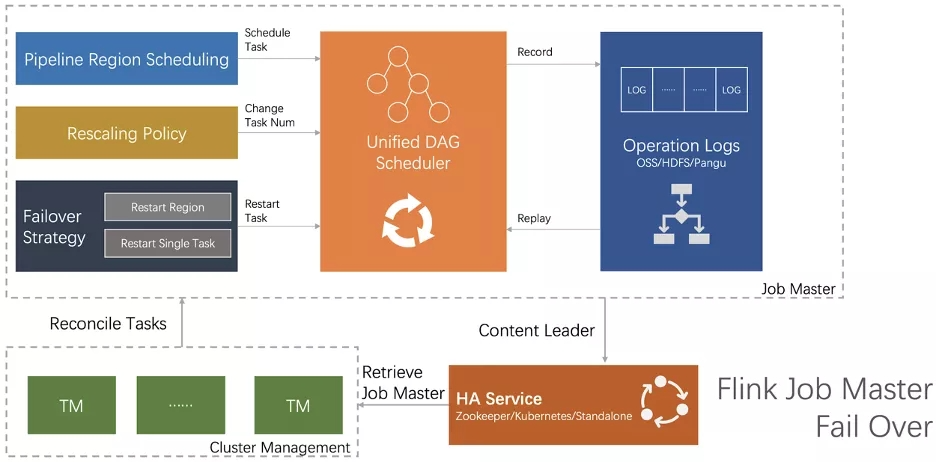 Pipeline Region Scheduling
Schedule
Task
Rescaling Policy
Change
Task Num
Failover
Strategy
Restart Region
Restart Single Task
Restart
Task
Unified DAG
Scheduler
Record
Replay
LOG
......
......
LOG
Operation Logs
OSS/HDFS/Pangu
Job Master
Reconcile Tasks
Content Leader
TM
......
TM
Cluster Management
Retrieve
Job Master
HA Service
Zookeeper/Kubernetes/Standalone
Flink Job Master
Fail Over